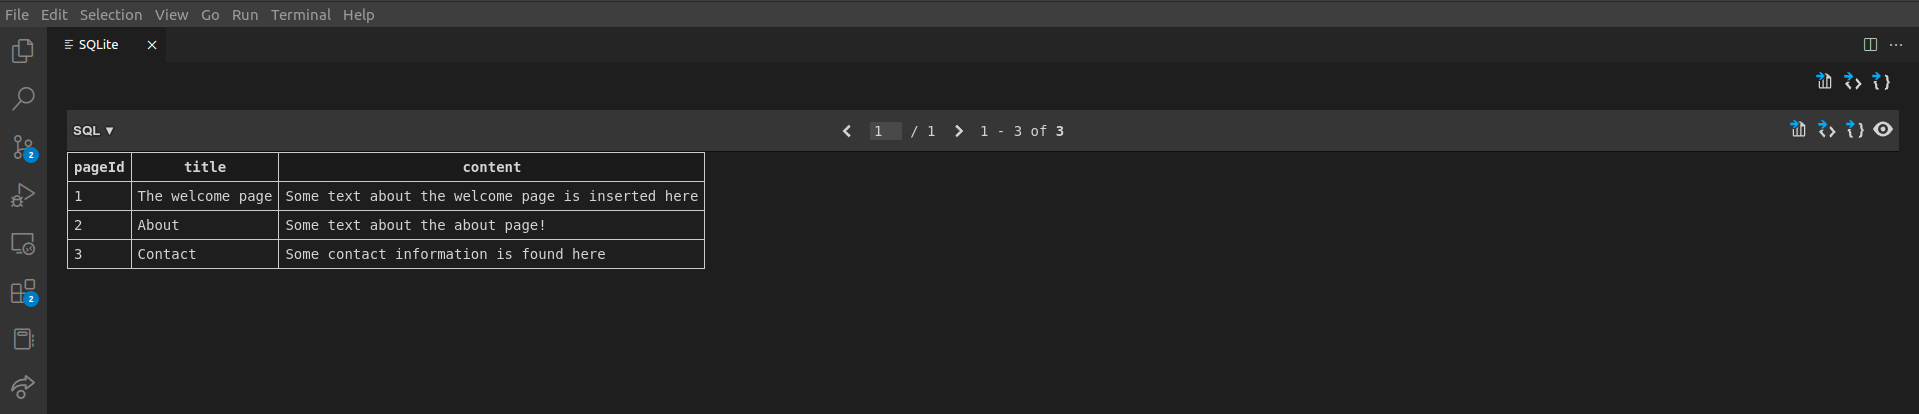 File Edit Selection View Go Run Terminal Help
SQLite
SQL ▼ 1 / 1 1 - 3 of 3
pageId title content
1 The welcome page Some text about the welcome page is inserted here
2 About Some text about the about page!
3 Contact Some contact information is found here
2
2